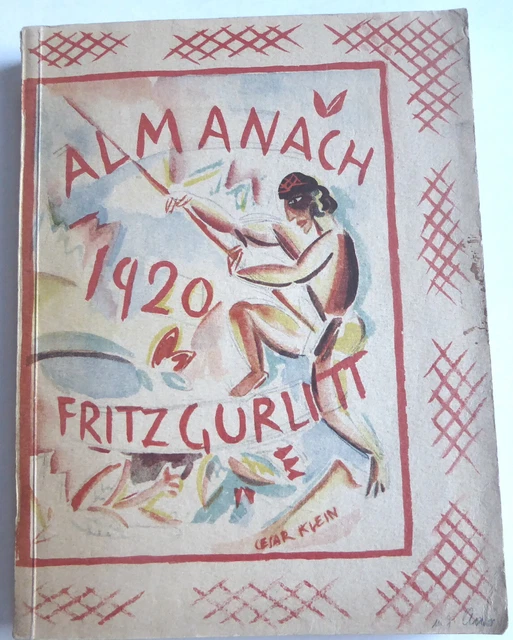 ALMANACH
1920
FRITZ GURLITT
CESAR KLEIN